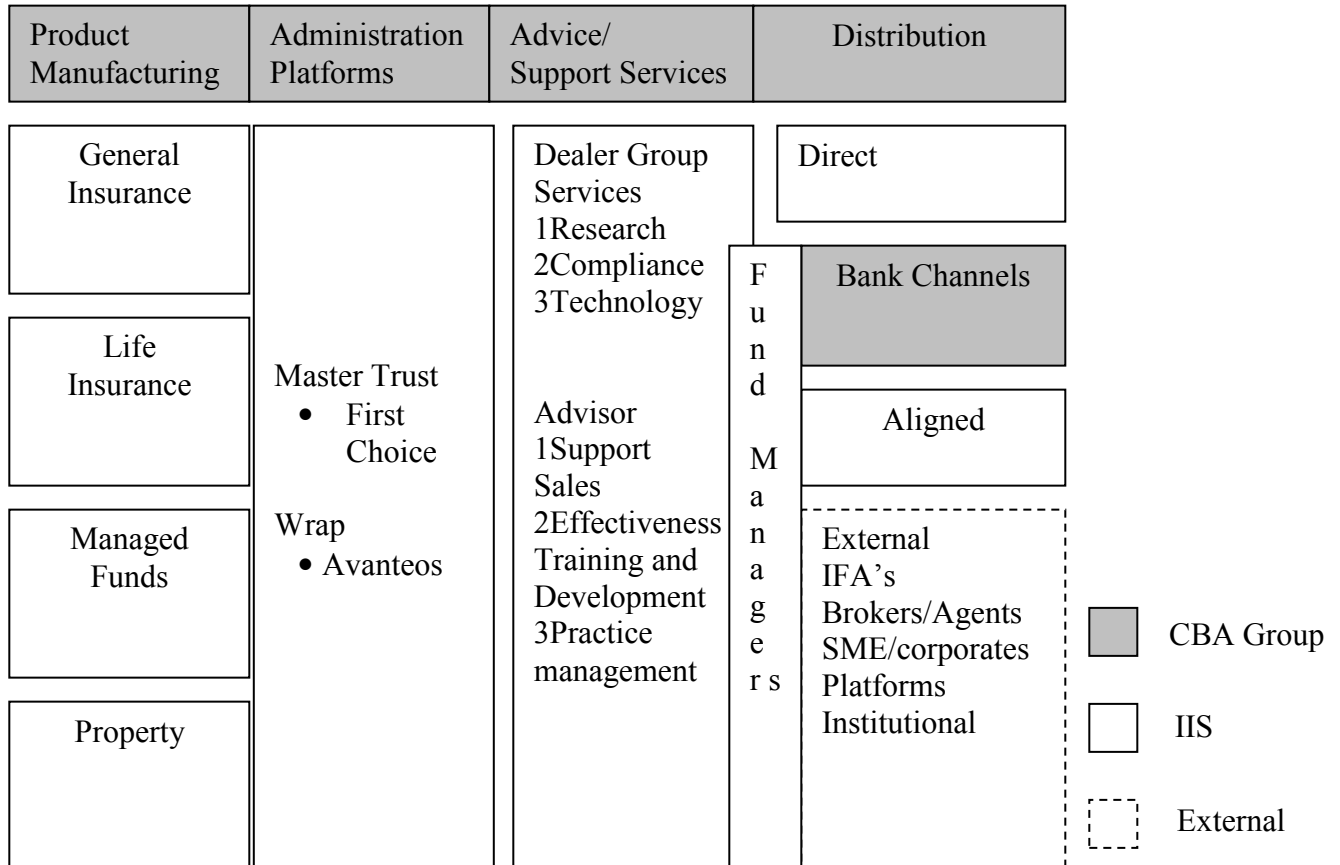 Product
Manufacturing
Administration
Platforms
Advice/
Support Services
Distribution
General
Insurance
Life
Insurance
Managed
Funds
Property
Master Trust
• First
Choice
Wrap
• Avanteos
Dealer Group
Services
1Research
2Compliance
3Technology
Advisor
1Support
Sales
2Effectiveness
Training and
Development
3Practice
management
F
u
n
d
M
a
n
a
g
e
r s
Direct
Bank Channels
Aligned
External
IFA's
Brokers/Agents
SME/corporates
Platforms
Institutional
CBA Group
IIS
External